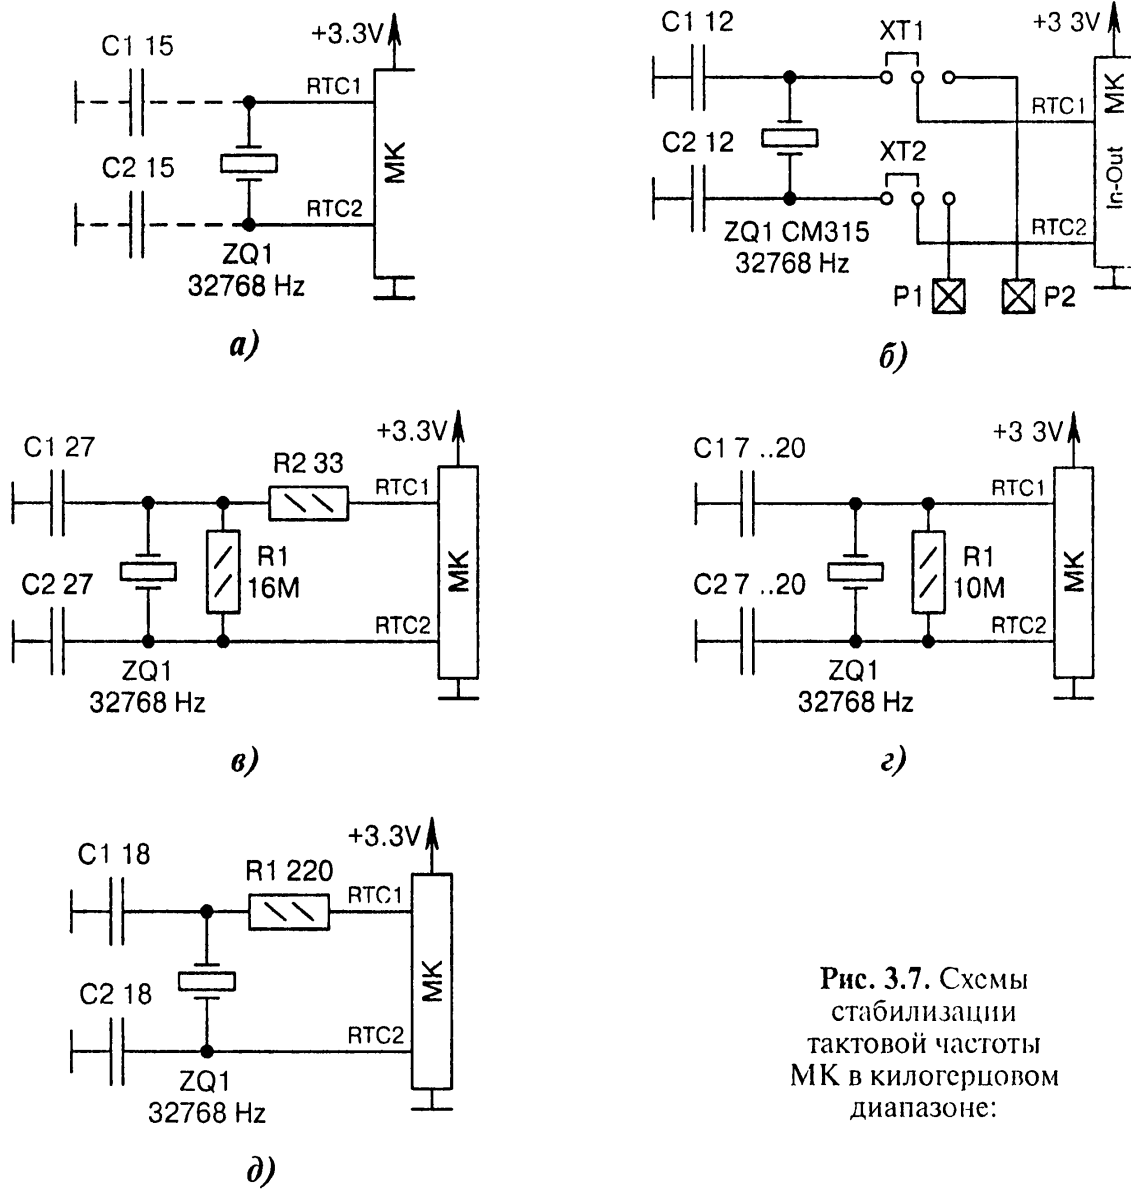 +3.3V
C1 15
RTC1
MK
C2 15
RTC2
ZQ1
32768 Hz
а)
+3 3V
C1 12
XT1
MK
RTC1
C2 12
XT2
In-Out
RTC2
ZQ1 CM315
32768 Hz
P1
P2
б)
+3.3V
C1 27
R2 33
RTC1
R1
16M
MK
C2 27
RTC2
ZQ1
32768 Hz
в)
+3 3V
C1 7 ..20
RTC1
R1
10M
MK
C2 7 ..20
RTC2
ZQ1
32768 Hz
г)
+3.3V
C1 18
R1 220
RTC1
MK
C2 18
RTC2
ZQ1
32768 Hz
д)
Рис. 3.7. Схемы
стабилизации
тактовой частоты
МК в килогерцовом
диапазоне: